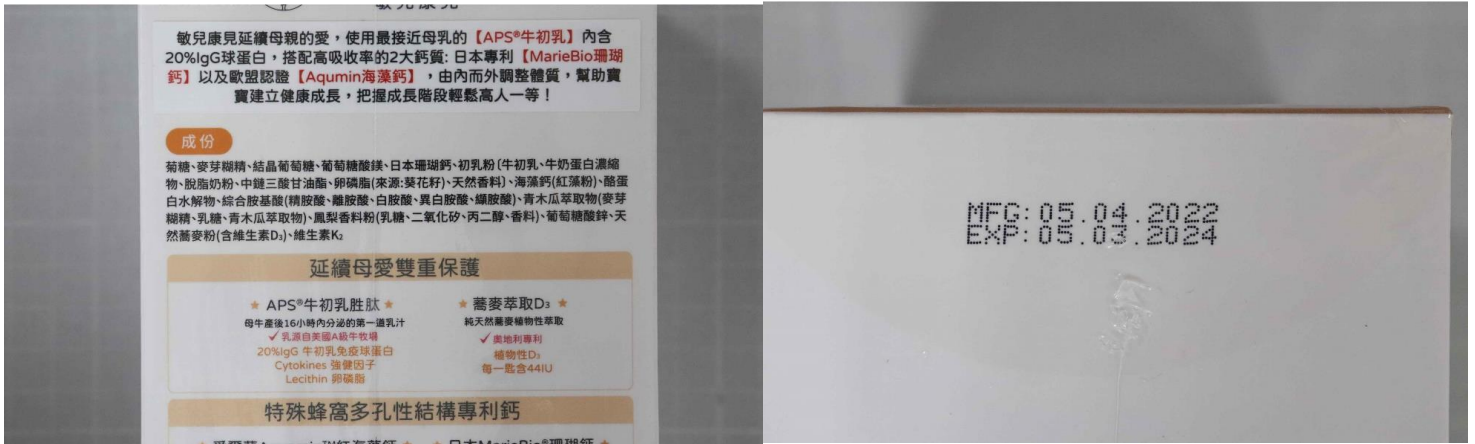 敏兒康見
敏兒康見延續母親的愛，使用最接近母乳的【APS®牛初乳】內含
20%IgG球蛋白，搭配高吸收率的2大鈣質: 日本專利【MarieBio珊瑚
鈣】以及歐盟認證【Aqumin海藻鈣】，由內而外調整體質，幫助寶
寶建立健康成長，把握成長階段輕鬆高人一等！
成份
菊糖、麥芽糊精、結晶葡萄糖、葡萄糖酸鎂、日本珊瑚鈣、初乳粉〔牛初乳、牛奶蛋白濃縮
物、脫脂奶粉、中鏈三酸甘油酯、卵磷脂(來源:葵花籽)、天然香料〕、海藻鈣(紅藻粉)、酪蛋
白水解物、綜合胺基酸(精胺酸、離胺酸、白胺酸、異白胺酸、纈胺酸)、青木瓜萃取物(麥芽
糊精、乳糖、青木瓜萃取物)、鳳梨香料粉(乳糖、二氧化矽、丙二醇、香料)、葡萄糖酸鋅、天
然蕎麥粉(含維生素D₃)、維生素K₂
延續母愛雙重保護
★ APS®牛初乳胜肽 ★
母牛產後16小時內分泌的第一道乳汁
✓乳源自美國A級牛牧場
20%IgG 牛初乳免疫球蛋白
Cytokines 強健因子
Lecithin 卵磷脂
★ 蕎麥萃取D₃ ★
純天然蕎麥植物性萃取
✓奧地利專利
植物性D₃
每一匙含44IU
特殊蜂窩多孔性結構專利鈣
★ 日本MarieBio®珊瑚鈣 ★
MFG:05.04.2022
EXP:05.03.2024